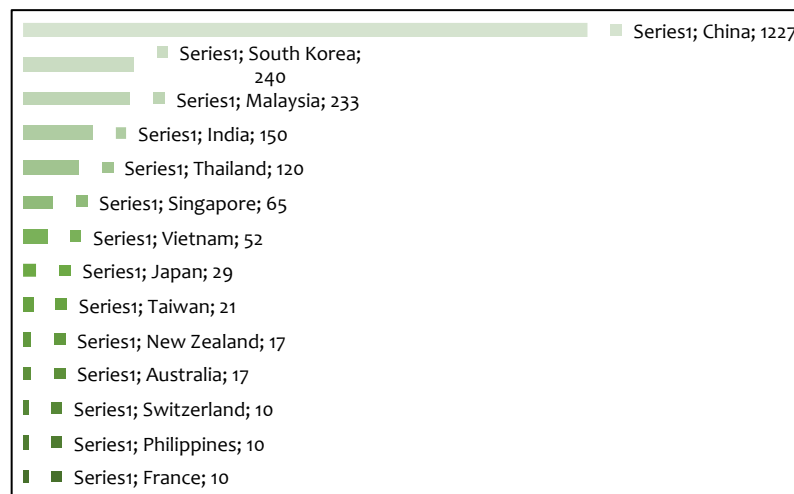 Series1; China; 1227
Series1; South Korea;
240
Series1; Malaysia; 233
Series1; India; 150
Series1; Thailand; 120
Series1; Singapore; 65
Series1; Vietnam; 52
Series1; Japan; 29
Series1; Taiwan; 21
Series1; New Zealand; 17
Series1; Australia; 17
Series1; Switzerland; 10
Series1; Philippines; 10
Series1; France; 10